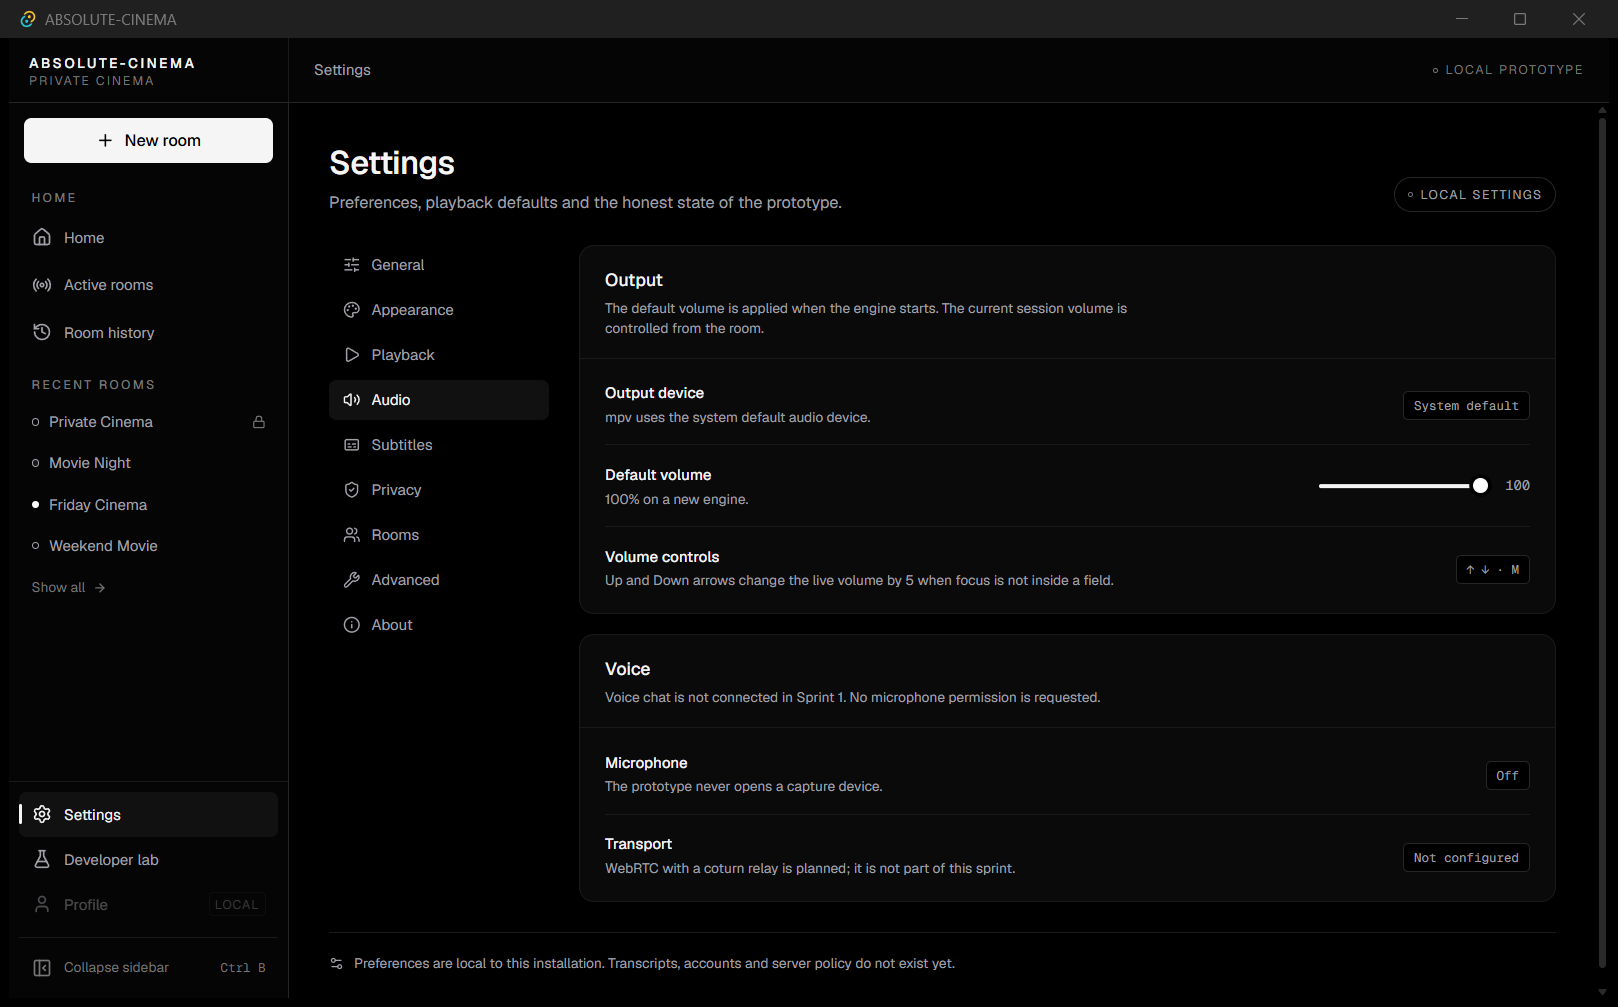 ABSOLUTE-CINEMA
ABSOLUTE-CINEMA
PRIVATE CINEMA
Settings
LOCAL PROTOTYPE
New room
HOME
Home
Active rooms
Room history
RECENT ROOMS
Private Cinema
Movie Night
Friday Cinema
Weekend Movie
Show all →
Settings
Developer lab
Profile LOCAL
Collapse sidebar Ctrl B
Settings
Preferences, playback defaults and the honest state of the prototype.
LOCAL SETTINGS
General
Appearance
Playback
Audio
Subtitles
Privacy
Rooms
Advanced
About
Output
The default volume is applied when the engine starts. The current session volume is
controlled from the room.
Output device
mpv uses the system default audio device.
System default
Default volume
100% on a new engine.
100
Volume controls
Up and Down arrows change the live volume by 5 when focus is not inside a field.
↑ ↓ · M
Voice
Voice chat is not connected in Sprint 1. No microphone permission is requested.
Microphone
The prototype never opens a capture device.
Off
Transport
WebRTC with a coturn relay is planned; it is not part of this sprint.
Not configured
Preferences are local to this installation. Transcripts, accounts and server policy do not exist yet.